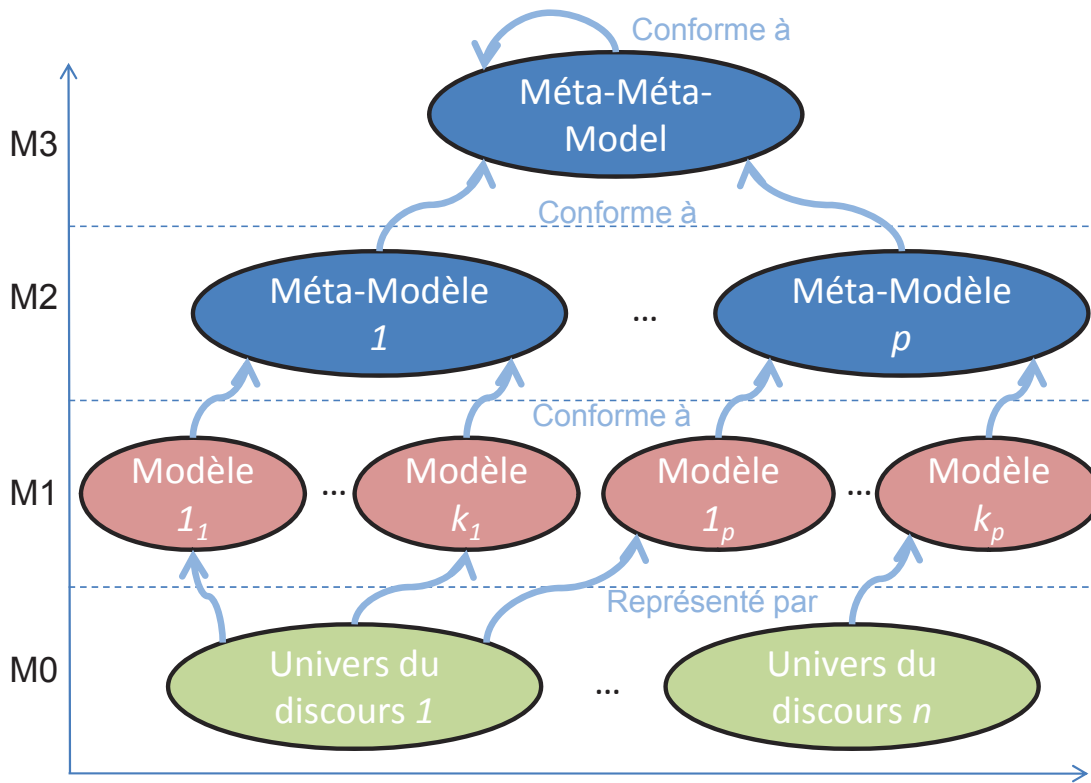 Conforme à
Méta-Méta-
Model
M3
Conforme à
M2
Méta-Modèle
1
...
Méta-Modèle
p
Conforme à
M1
Modèle
1₁
...
Modèle
k₁
Modèle
1ₚ
...
Modèle
kₚ
Représenté par
M0
Univers du
discours 1
...
Univers du
discours n